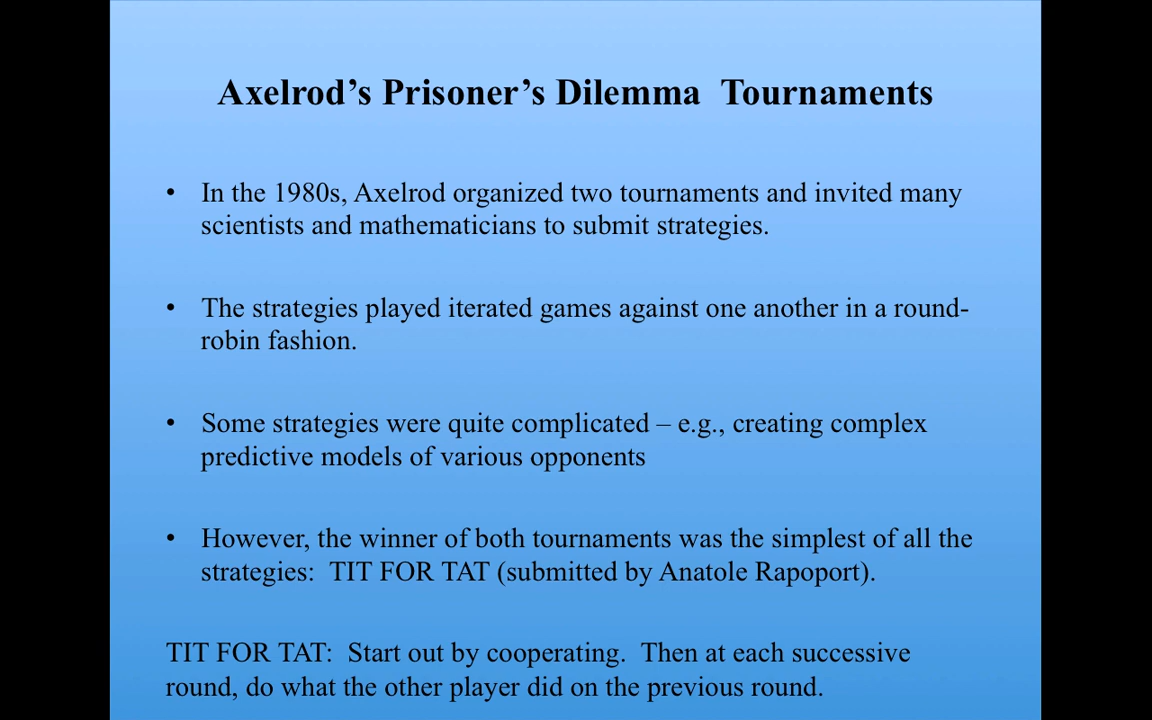 Axelrod’s Prisoner’s Dilemma  Tournaments
• In the 1980s, Axelrod organized two tournaments and invited many
scientists and mathematicians to submit strategies.
• The strategies played iterated games against one another in a round-
robin fashion.
• Some strategies were quite complicated – e.g., creating complex
predictive models of various opponents
• However, the winner of both tournaments was the simplest of all the
strategies:  TIT FOR TAT (submitted by Anatole Rapoport).
TIT FOR TAT:  Start out by cooperating.  Then at each successive
round, do what the other player did on the previous round.